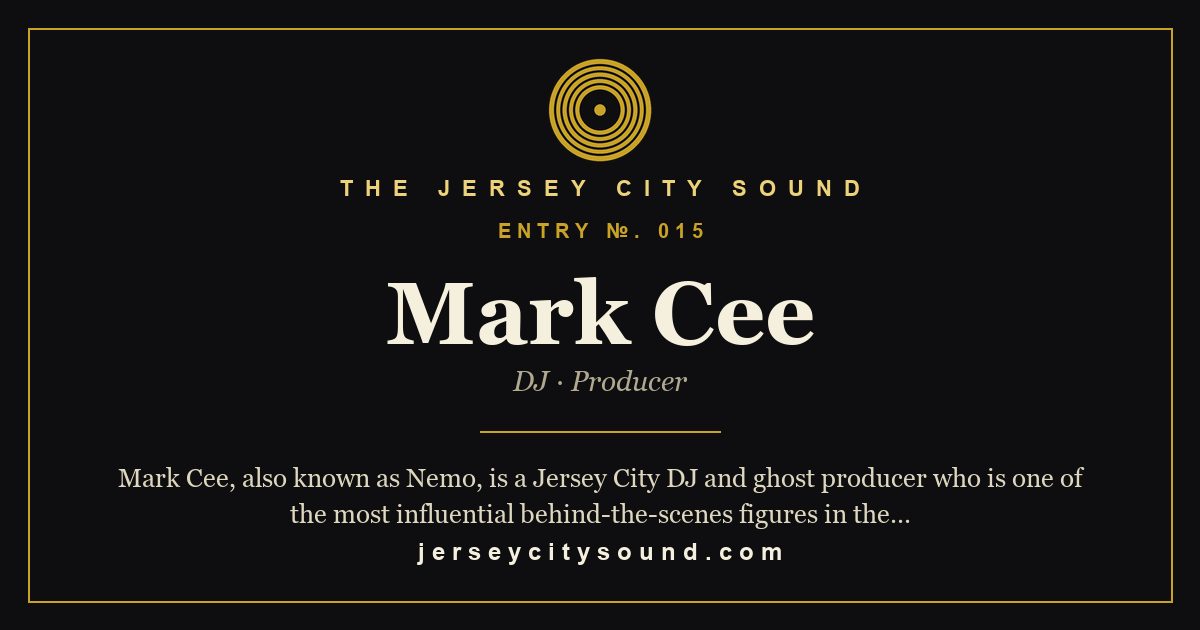 THE JERSEY CITY SOUND
ENTRY №. 015
Mark Cee
DJ · Producer
Mark Cee, also known as Nemo, is a Jersey City DJ and ghost producer who is one of
the most influential behind-the-scenes figures in the...
jerseycitysound.com